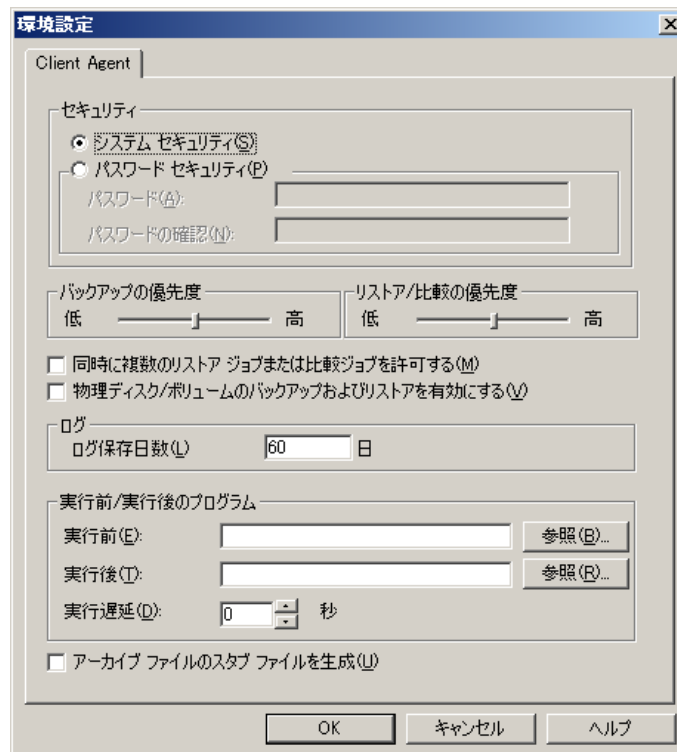 環境設定
Client Agent
セキュリティ
システム セキュリティ(S)
パスワード セキュリティ(P)
パスワード(A):
パスワードの確認(N):
バックアップの優先度
低 高
リストア/比較の優先度
低 高
同時に複数のリストア ジョブまたは比較ジョブを許可する(M)
物理ディスク/ボリュームのバックアップおよびリストアを有効にする(V)
ログ
ログ保存日数(L) 60 日
実行前/実行後のプログラム
実行前(E): 参照(B)...
実行後(T): 参照(R)...
実行遅延(D): 0 秒
アーカイブ ファイルのスタブ ファイルを生成(U)
OK キャンセル ヘルプ